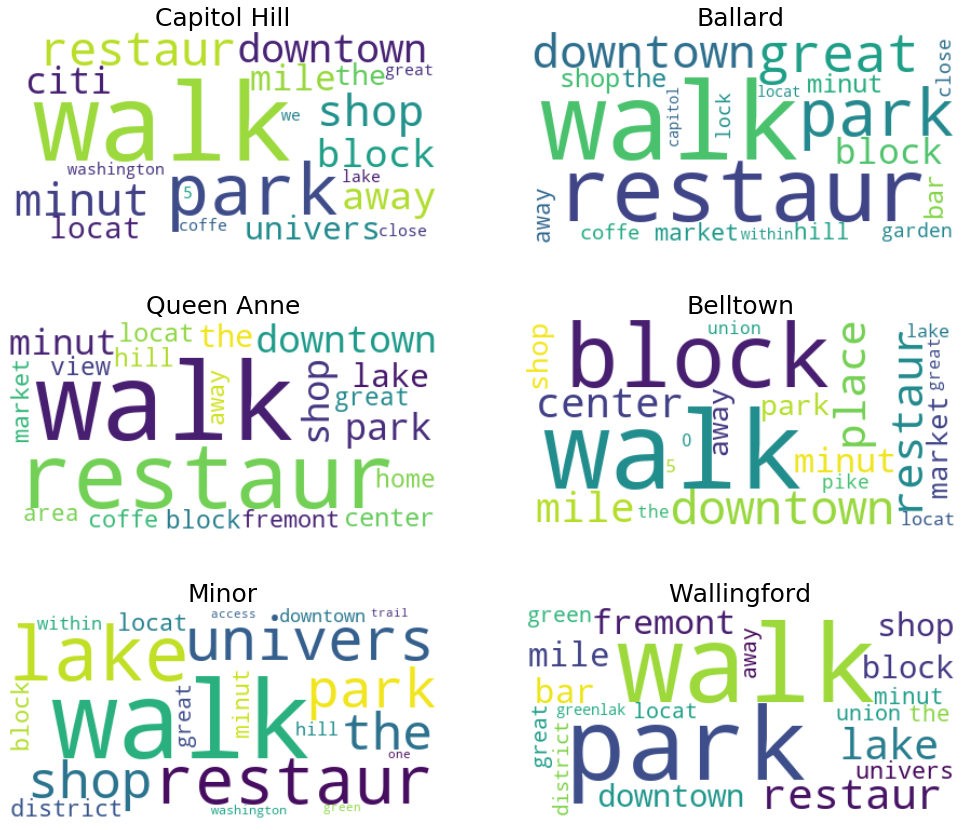 Capitol Hill
restaur downtown
citi mile the great
walk we shop
block
washington
minut park 5 lake away
locat coffe univers close
Ballard
downtown great close
shop the locat minut
walk capitol lock park
block
restaur bar
away coffe market within hill garden
Queen Anne
minut locat the downtown
hill
view walk away shop lake
market great
park
restaur home
area coffe block fremont center
Belltown
shop block union place restaur lake
great
center away park market
walk 0 5 minut
pike
mile the downtown locat
Minor
within locat access downtown trail
lake univers
block walk great minut park
hill the
one
shop restaur
district washington green
Wallingford
green fremont walk away shop
mile block
bar minut
great greenlak locat union the
district park lake
univers
downtown restaur